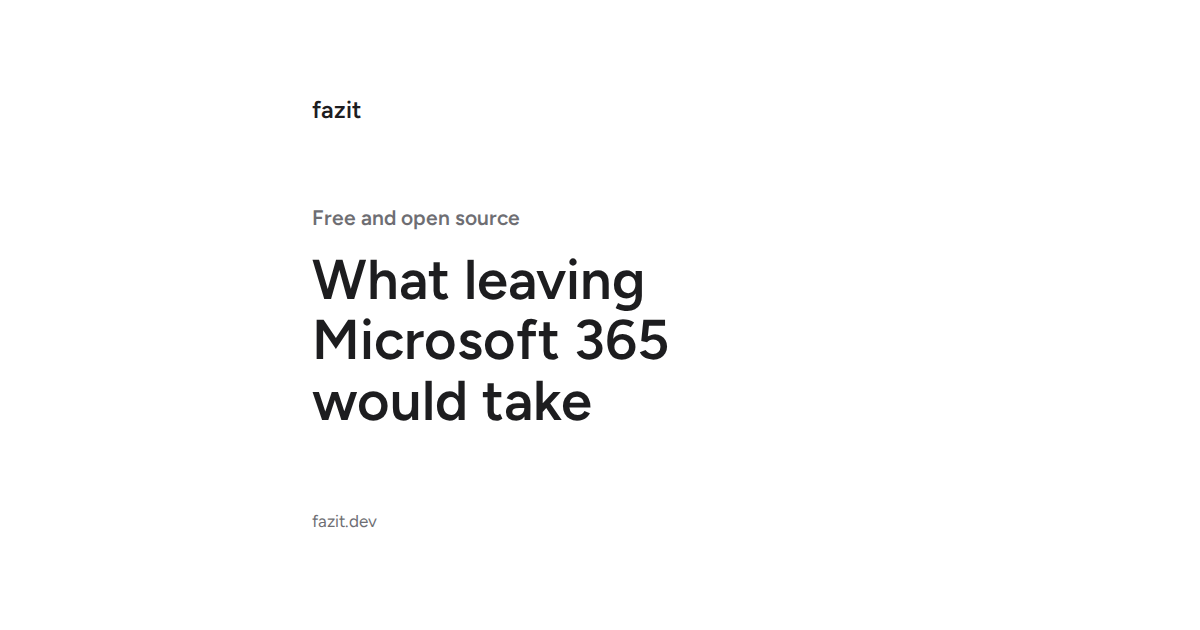 fazit
Free and open source
What leaving
Microsoft 365
would take
fazit.dev